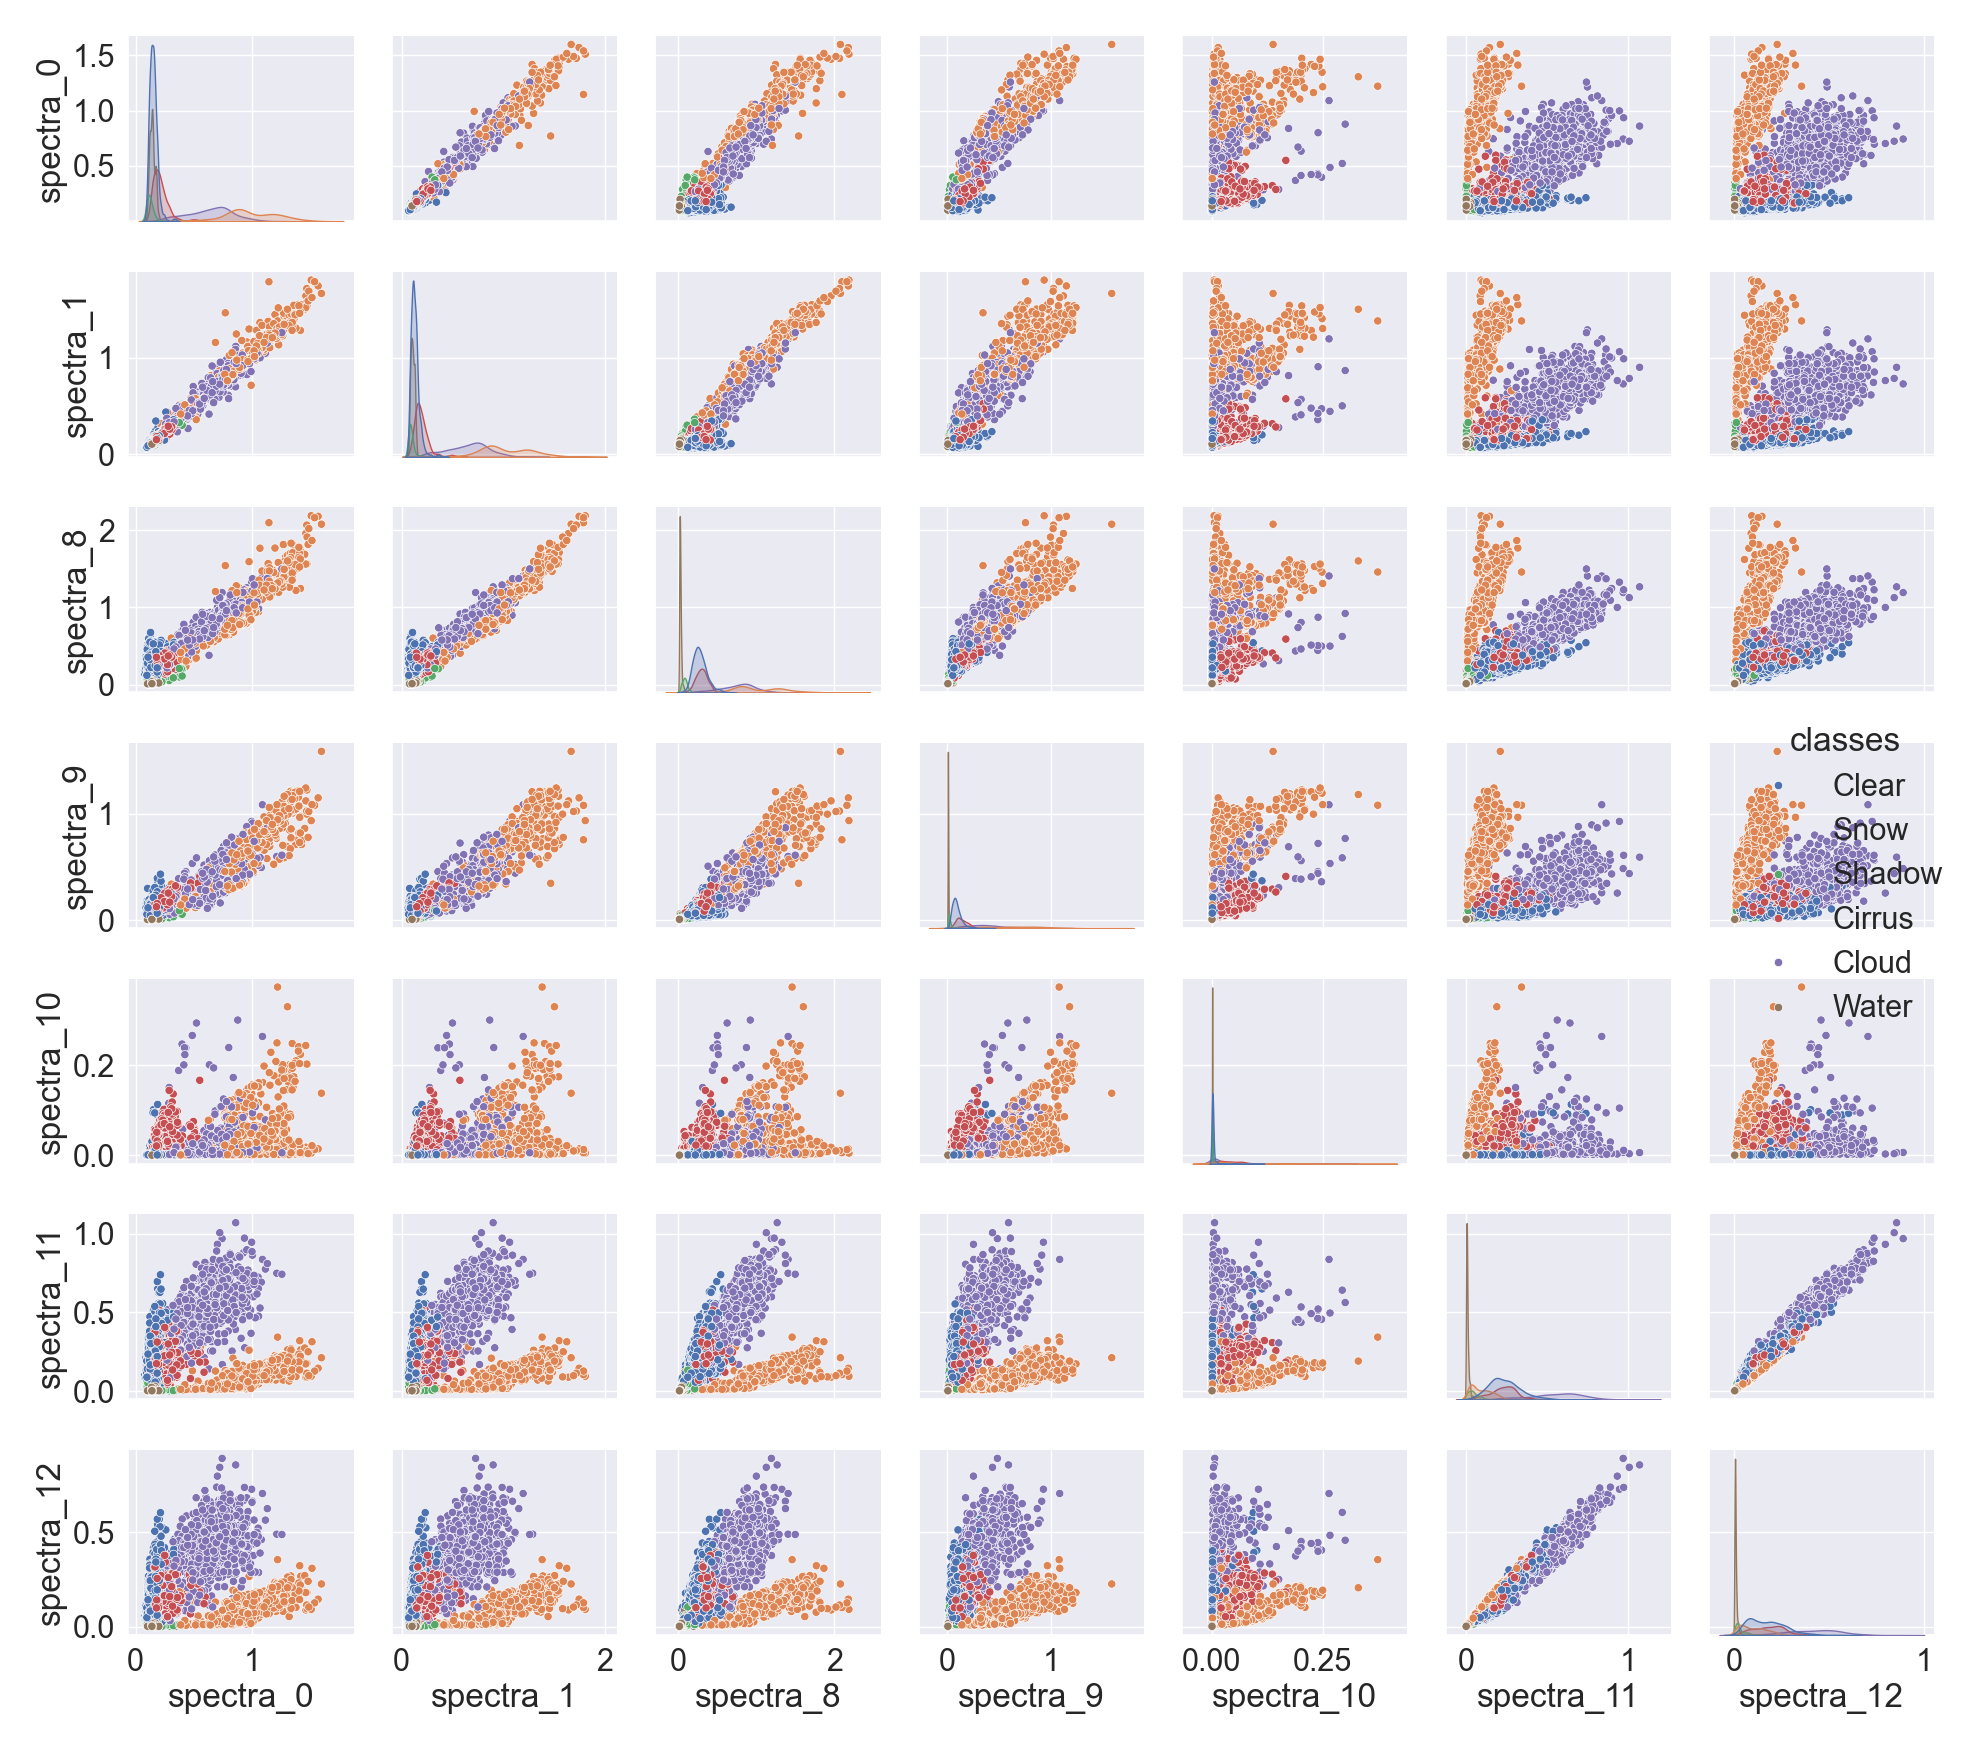 spectra_0
1.5
1.0
0.5
spectra_1
1
0
spectra_8
2
1
0
spectra_9
1
0
classes
Clear
Snow
Shadow
Cirrus
Cloud
Water
spectra_10
0.2
0.0
spectra_11
1.0
0.5
0.0
spectra_12
0.5
0.0
0 1 0 2 0 2 0 1 0.00 0.25 0 1 0 1
spectra_0 spectra_1 spectra_8 spectra_9 spectra_10 spectra_11 spectra_12